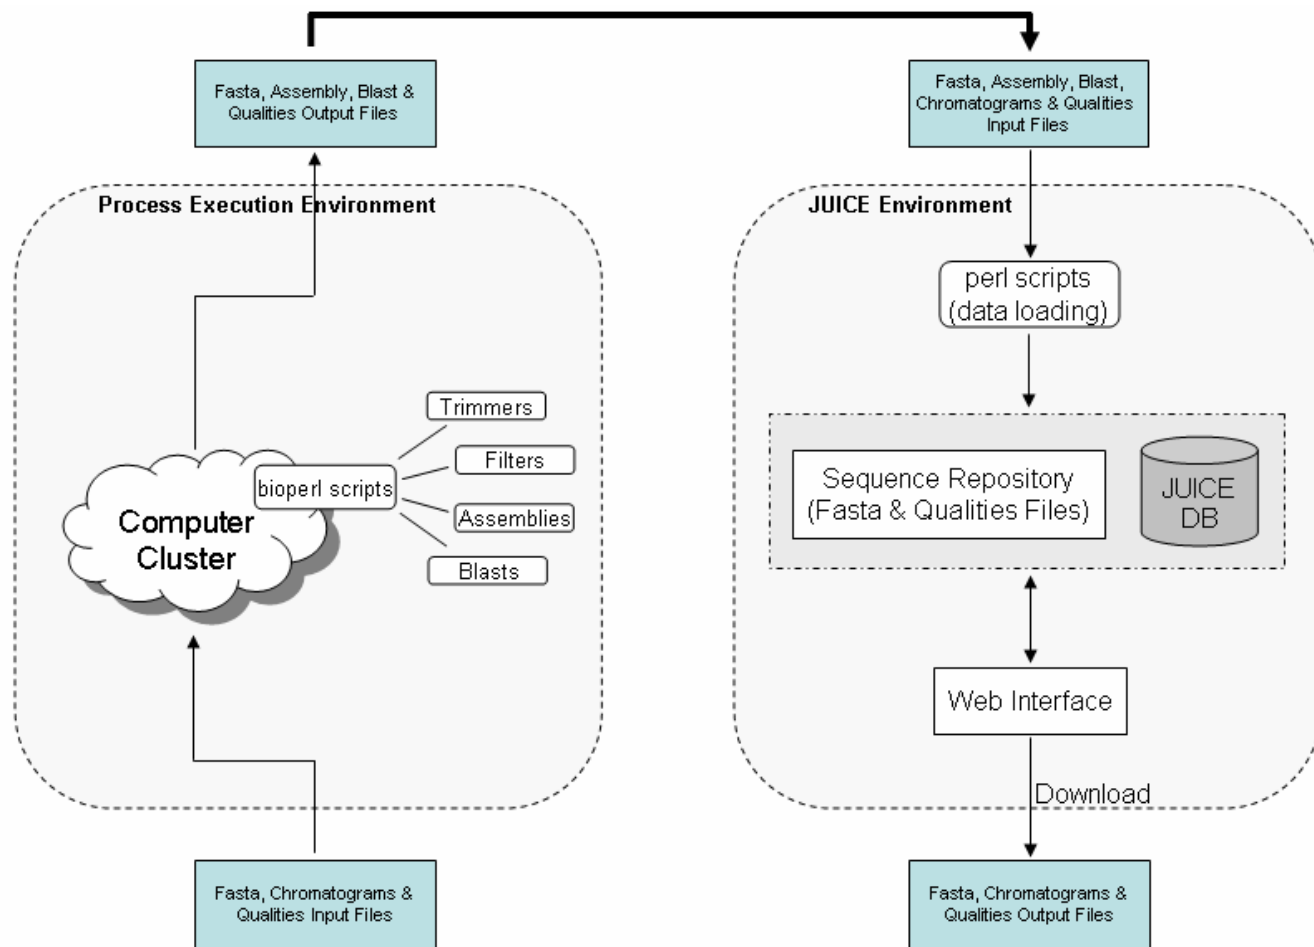 Fasta, Assembly, Blast &
Qualities Output Files
Fasta, Assembly, Blast,
Chromatograms & Qualities
Input Files
Process Execution Environment
JUICE Environment
perl scripts
(data loading)
Trimmers
Filters
bioperl scripts
Assemblies
Blasts
Computer
Cluster
Sequence Repository
(Fasta & Qualities Files)
JUICE
DB
Web Interface
Download
Fasta, Chromatograms &
Qualities Input Files
Fasta, Chromatograms &
Qualities Output Files